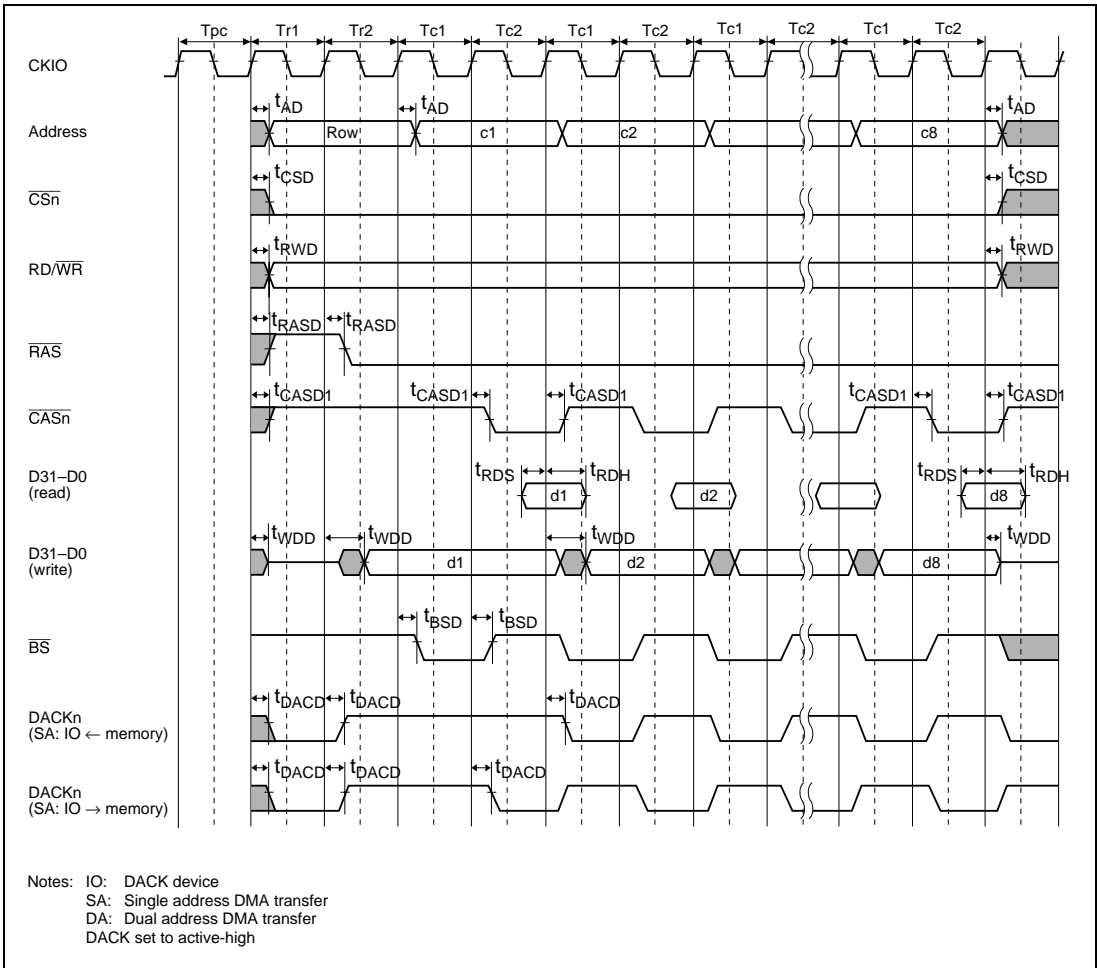 Tpc Tr1 Tr2 Tc1 Tc2 Tc1 Tc2 Tc1 Tc2 Tc1 Tc2
CKIO
tAD tAD tAD
Address
Row c1 c2 c8
tCSD tCSD
CSn
tRWD tRWD
RD/WR
tRASD tRASD
RAS
tCASD1 tCASD1 tCASD1 tCASD1 tCASD1
CASn
D31–D0
(read)
tRDS tRDH tRDS tRDH
d1 d2 d8
D31–D0
(write)
tWDD tWDD tWDD tWDD
d1 d2 d8
tBSD tBSD
BS
tDACD tDACD tDACD
DACKn
(SA: IO ← memory)
tDACD tDACD tDACD
DACKn
(SA: IO → memory)
Notes: IO: DACK device
SA: Single address DMA transfer
DA: Dual address DMA transfer
DACK set to active-high